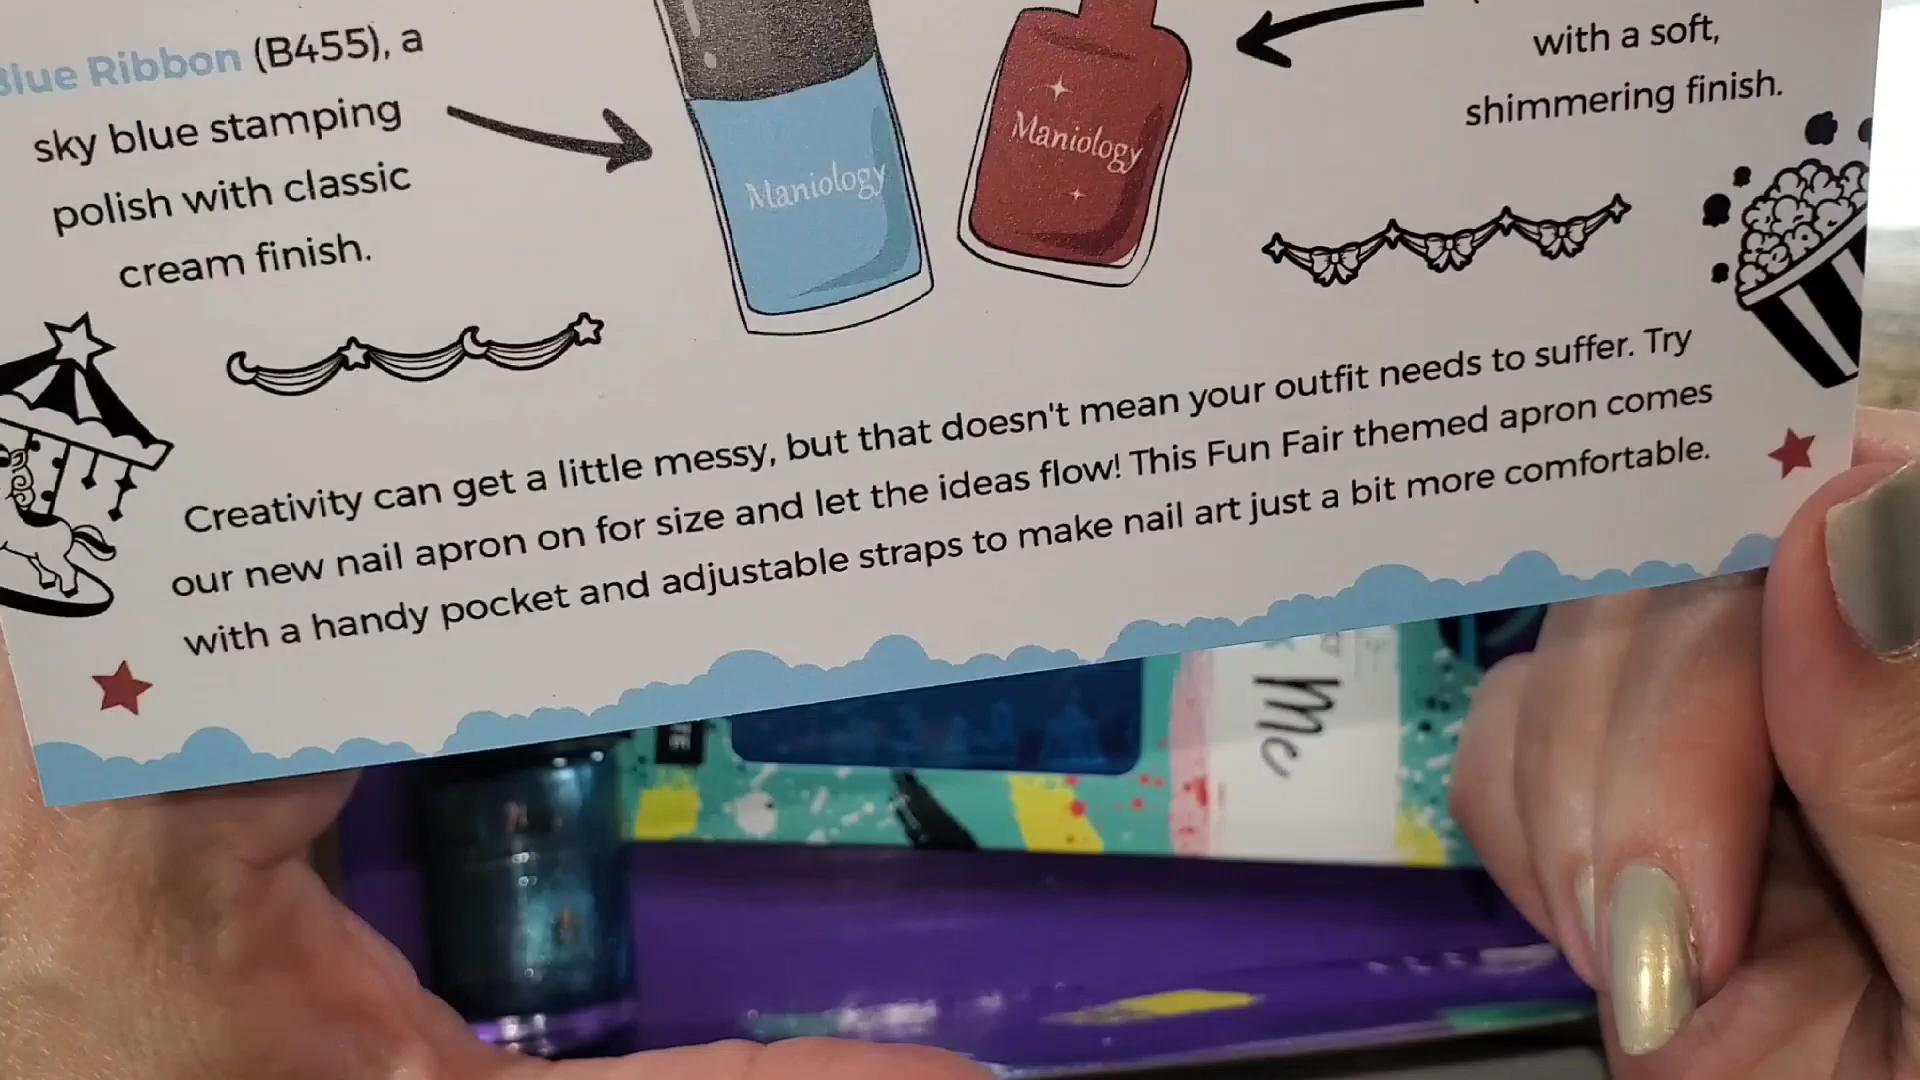 Blue Ribbon (B455), a
sky blue stamping
polish with classic
cream finish.
Maniology
Maniology
with a soft,
shimmering finish.
Creativity can get a little messy, but that doesn't mean your outfit needs to suffer. Try
our new nail apron on for size and let the ideas flow! This Fun Fair themed apron comes
with a handy pocket and adjustable straps to make nail art just a bit more comfortable.
Me